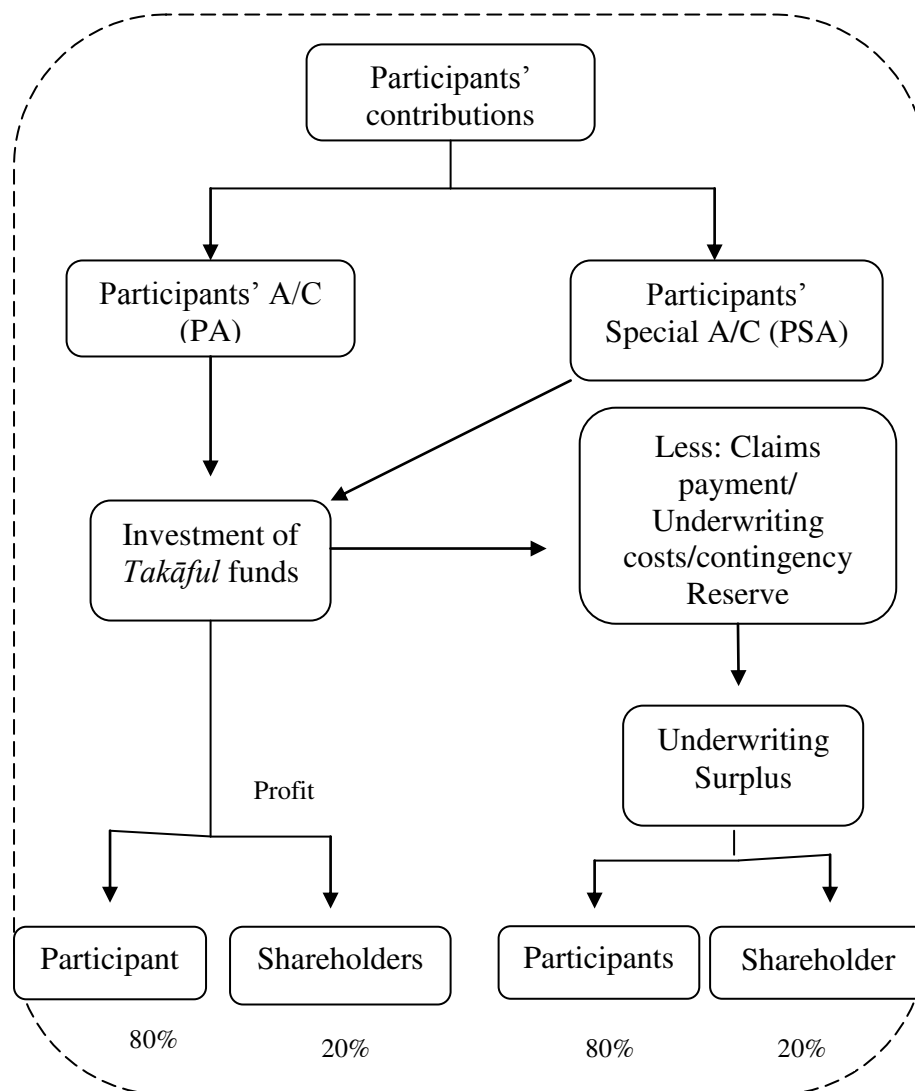 Participants’
contributions
Participants’ A/C
(PA)
Participants’
Special A/C (PSA)
Less: Claims
payment/
Underwriting
costs/contingency
Reserve
Investment of
Takāful funds
Underwriting
Surplus
Profit
Participant
Shareholders
Participants
Shareholder
80%
20%
80%
20%